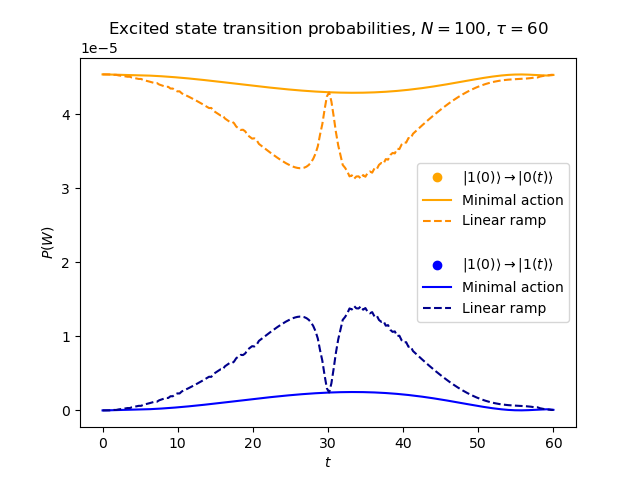 Excited state transition probabilities, N = 100, τ = 60
1e−5
4
3
2
1
0
P(W)
0 10 20 30 40 50 60
t
|1(0)⟩ → |0(t)⟩
Minimal action
Linear ramp
|1(0)⟩ → |1(t)⟩
Minimal action
Linear ramp